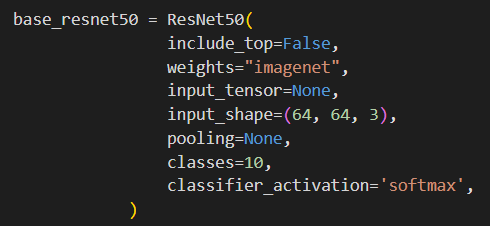 base_resnet50 = ResNet50(
include_top=False,
weights="imagenet",
input_tensor=None,
input_shape=(64, 64, 3),
pooling=None,
classes=10,
classifier_activation='softmax',
)